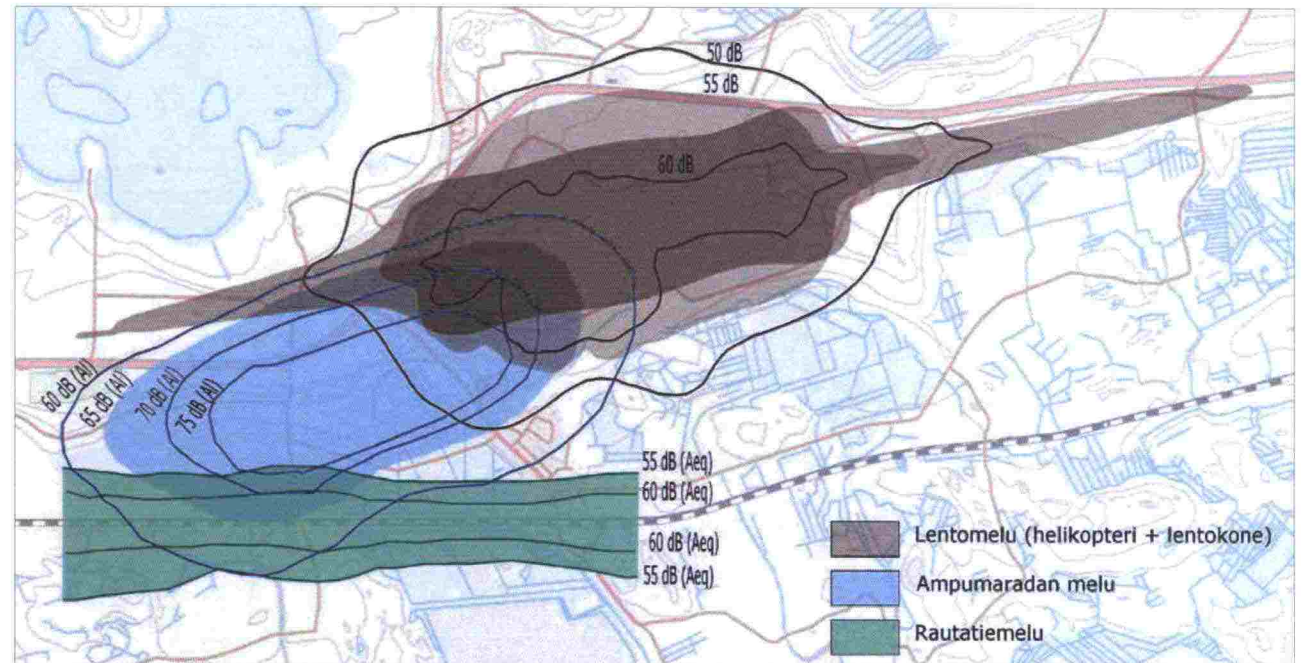 50 dB
55 dB
60 dB
60 dB (AI)
65 dB (AI)
70 dB (AI)
75 dB (AI)
55 dB (Aeq)
60 dB (Aeq)
60 dB (Aeq)
55 dB (Aeq)
Lentomelu (helikopteri + lentokone)
Ampumaradan melu
Rautatiemelu